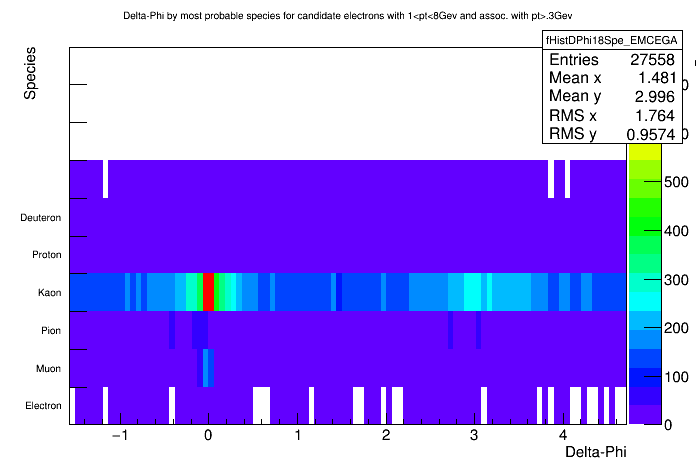 Delta-Phi by most probable species for candidate electrons with 1<pt<8Gev and assoc. with pt>.3Gev
Species
fHistDPhi18Spe_EMCEGA
Entries 27558
Mean x 1.481
Mean y 2.996
RMS x 1.764
RMS y 0.9574
Deuteron
Proton
Kaon
Pion
Muon
Electron
500
400
300
200
100
0
−1 0 1 2 3 4
Delta-Phi